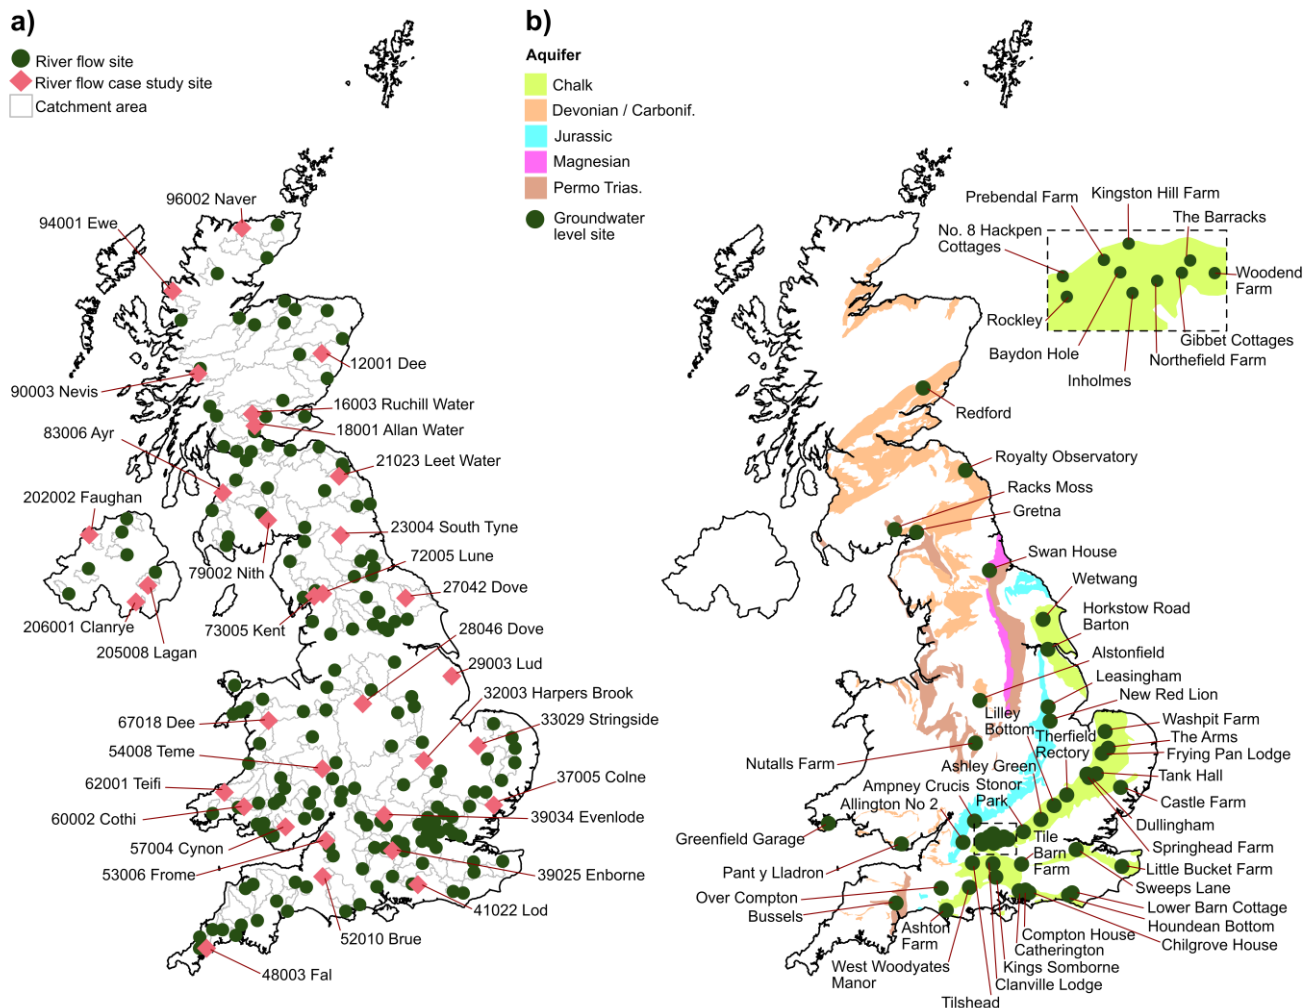 a)
River flow site
River flow case study site
Catchment area
96002 Naver
94001 Ewe
12001 Dee
90003 Nevis
16003 Ruchill Water
18001 Allan Water
83006 Ayr
21023 Leet Water
202002 Faughan
23004 South Tyne
72005 Lune
79002 Nith
27042 Dove
73005 Kent
206001 Clanrye
205008 Lagan
28046 Dove
29003 Lud
32003 Harpers Brook
67018 Dee
33029 Stringside
54008 Teme
62001 Teifi
37005 Colne
60002 Cothi
39034 Evenlode
57004 Cynon
53006 Frome
39025 Enborne
41022 Lod
52010 Brue
48003 Fal
b)
Aquifer
Chalk
Devonian / Carbonif.
Jurassic
Magnesian
Permo Trias.
Groundwater
level site
Prebendal Farm
Kingston Hill Farm
The Barracks
No. 8 Hackpen
Cottages
Woodend
Farm
Rockley
Gibbet Cottages
Baydon Hole
Northefield Farm
Inholmes
Redford
Royalty Observatory
Racks Moss
Gretna
Swan House
Wetwang
Horkstow Road
Barton
Alstonfield
Leasingham
New Red Lion
Lilley
Bottom
Washpit Farm
Therfield
Rectory
The Arms
Frying Pan Lodge
Nutalls Farm
Ashley Green
Tank Hall
Ampney Crucis
Stonor
Park
Castle Farm
Allington No 2
Dullingham
Greenfield Garage
Tile
Barn
Farm
Springhead Farm
Pant y Lladron
Little Bucket Farm
Sweeps Lane
Over Compton
Lower Barn Cottage
Bussels
Houndean Bottom
Ashton
Farm
Compton House
Chilgrove House
Catherington
West Woodyates
Manor
Kings Somborne
Clanville Lodge
Tilshead